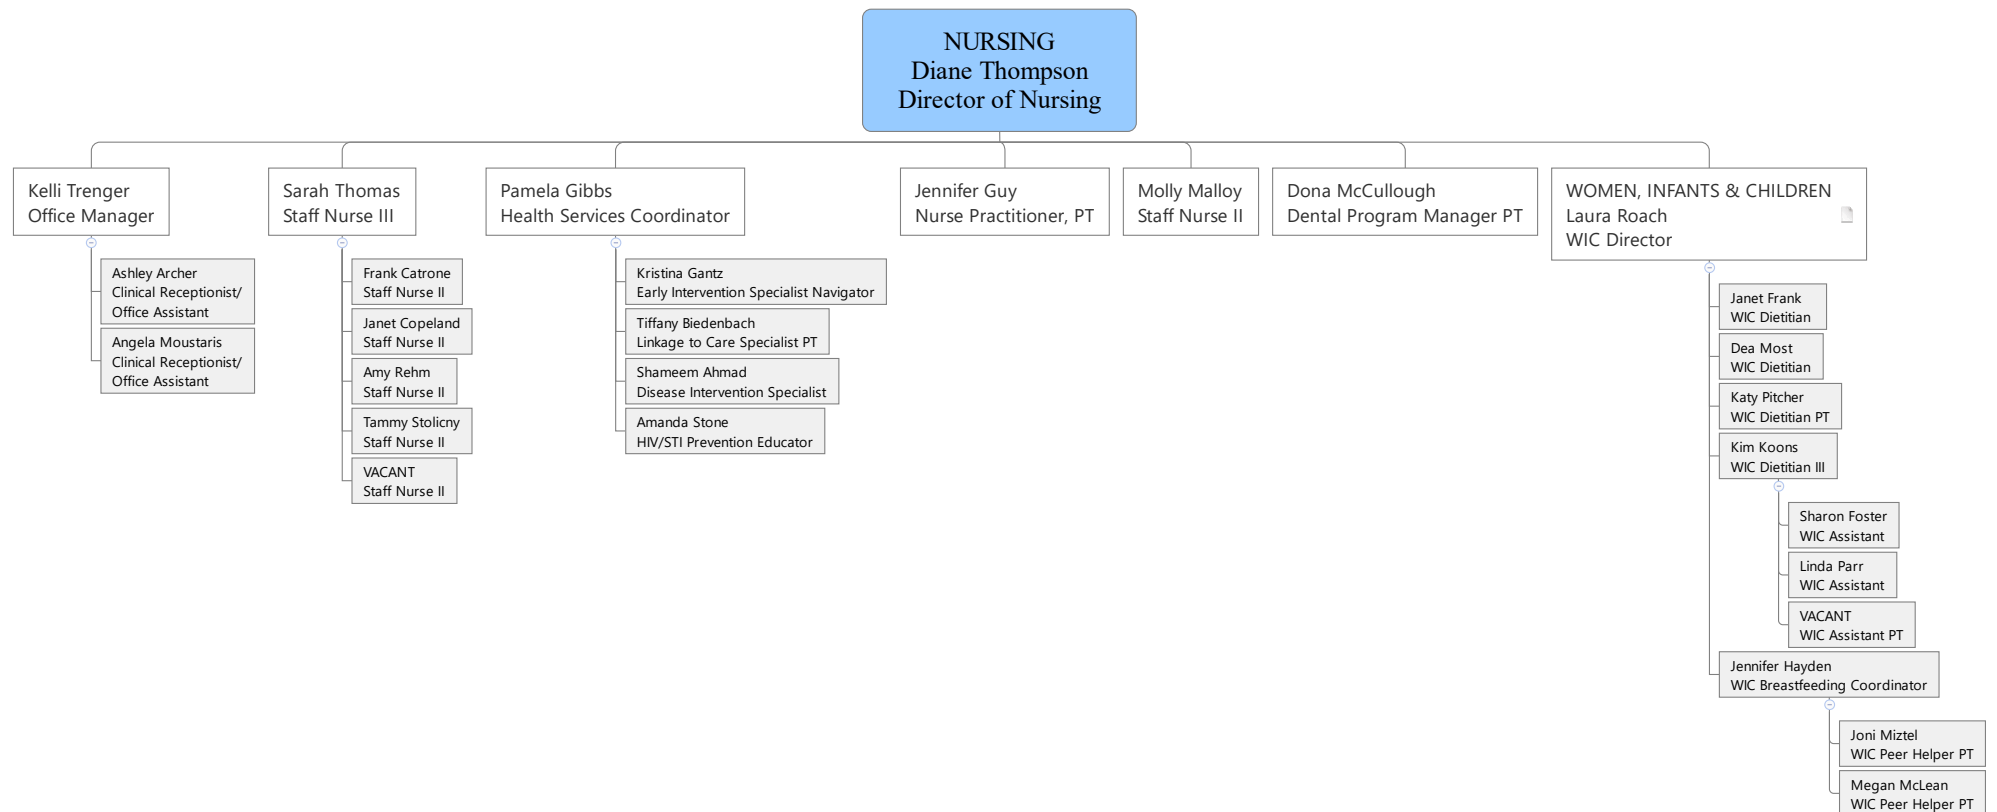 NURSING
Diane Thompson
Director of Nursing
Kelli Trenger
Office Manager
Ashley Archer
Clinical Receptionist/
Office Assistant
Angela Moustaris
Clinical Receptionist/
Office Assistant
Sarah Thomas
Staff Nurse III
Frank Catrone
Staff Nurse II
Janet Copeland
Staff Nurse II
Amy Rehm
Staff Nurse II
Tammy Stolicny
Staff Nurse II
VACANT
Staff Nurse II
Pamela Gibbs
Health Services Coordinator
Kristina Gantz
Early Intervention Specialist Navigator
Tiffany Biedenbach
Linkage to Care Specialist PT
Shameem Ahmad
Disease Intervention Specialist
Amanda Stone
HIV/STI Prevention Educator
Jennifer Guy
Nurse Practitioner, PT
Molly Malloy
Staff Nurse II
Dona McCullough
Dental Program Manager PT
WOMEN, INFANTS & CHILDREN
Laura Roach
WIC Director
Janet Frank
WIC Dietitian
Dea Most
WIC Dietitian
Katy Pitcher
WIC Dietitian PT
Kim Koons
WIC Dietitian III
Sharon Foster
WIC Assistant
Linda Parr
WIC Assistant
VACANT
WIC Assistant PT
Jennifer Hayden
WIC Breastfeeding Coordinator
Joni Miztel
WIC Peer Helper PT
Megan McLean
WIC Peer Helper PT